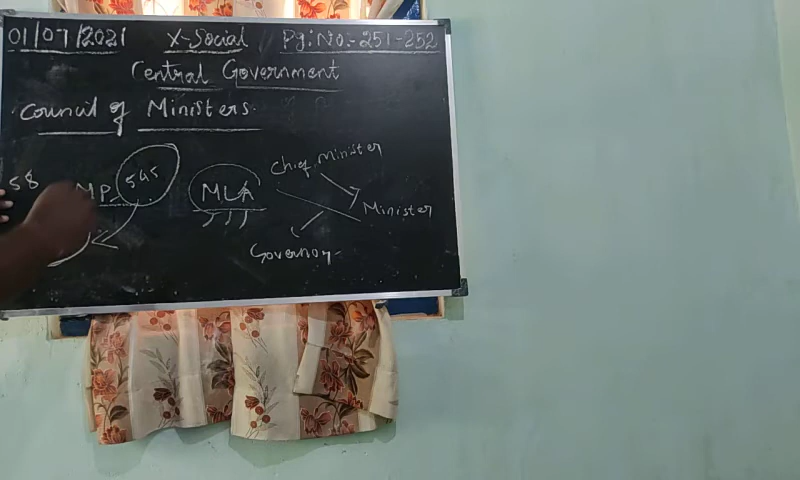 01/07/2021 X-Social Pg:No:-251-252
Central Government
Council of Ministers.
Chief Minister
58 MP 545 MLA
Minister
Governor